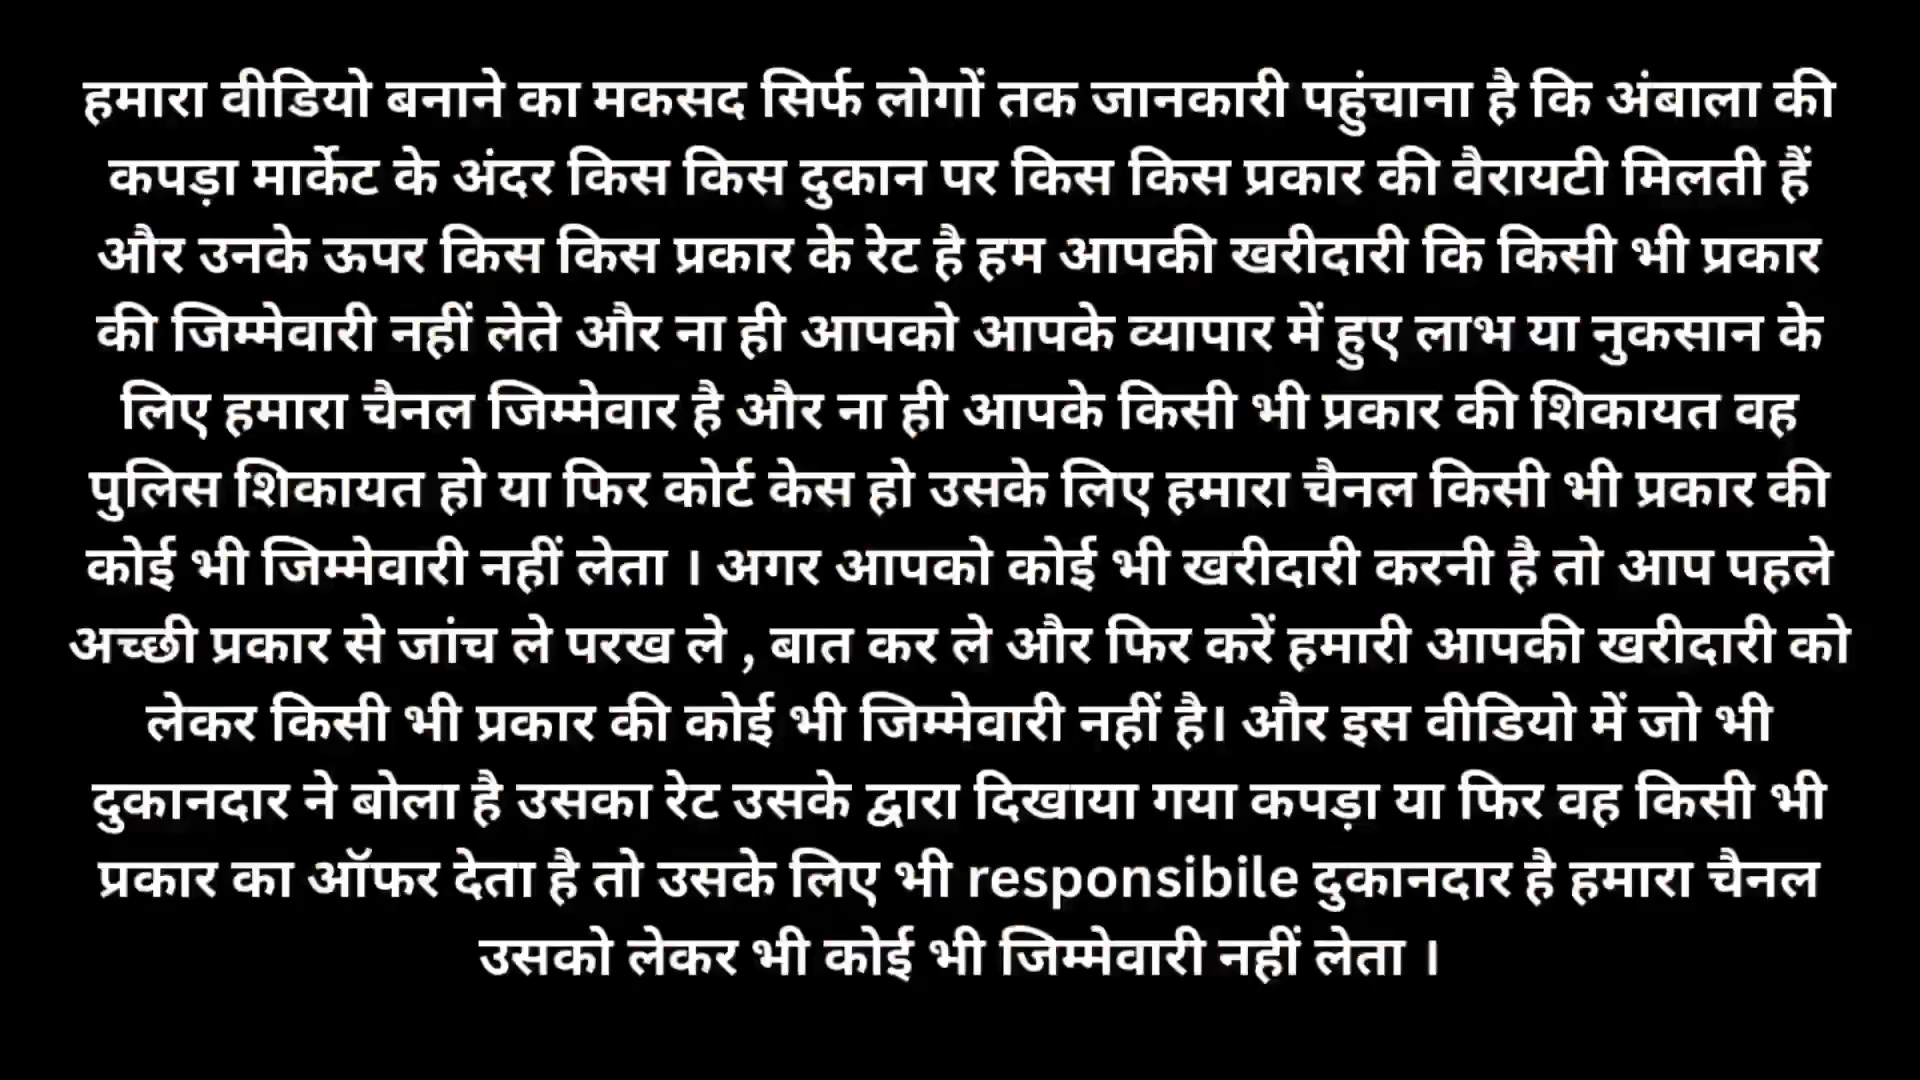 हमारा वीडियो बनाने का मकसद सिर्फ लोगों तक जानकारी पहुंचाना है कि अंबाला की
कपड़ा मार्केट के अंदर किस किस दुकान पर किस किस प्रकार की वैरायटी मिलती हैं
और उनके ऊपर किस किस प्रकार के रेट है हम आपकी खरीदारी कि किसी भी प्रकार
की जिम्मेवारी नहीं लेते और ना ही आपको आपके व्यापार में हुए लाभ या नुकसान के
लिए हमारा चैनल जिम्मेवार है और ना ही आपके किसी भी प्रकार की शिकायत वह
पुलिस शिकायत हो या फिर कोर्ट केस हो उसके लिए हमारा चैनल किसी भी प्रकार की
कोई भी जिम्मेवारी नहीं लेता । अगर आपको कोई भी खरीदारी करनी है तो आप पहले
अच्छी प्रकार से जांच ले परख ले , बात कर ले और फिर करें हमारी आपकी खरीदारी को
लेकर किसी भी प्रकार की कोई भी जिम्मेवारी नहीं है। और इस वीडियो में जो भी
दुकानदार ने बोला है उसका रेट उसके द्वारा दिखाया गया कपड़ा या फिर वह किसी भी
प्रकार का ऑफर देता है तो उसके लिए भी responsibile दुकानदार है हमारा चैनल
उसको लेकर भी कोई भी जिम्मेवारी नहीं लेता ।